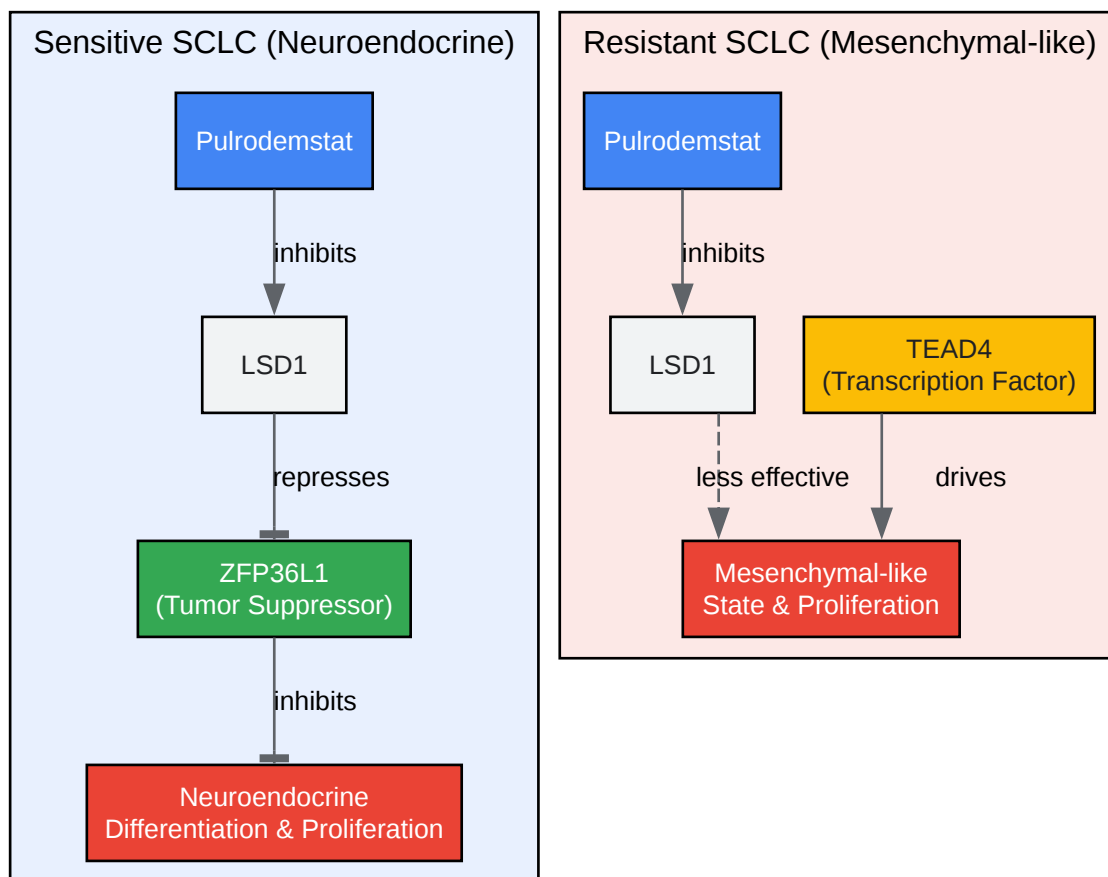 Sensitive SCLC (Neuroendocrine)
Pulrodemstat
inhibits
LSD1
represses
ZFP36L1
(Tumor Suppressor)
inhibits
Neuroendocrine
Differentiation & Proliferation
Resistant SCLC (Mesenchymal-like)
Pulrodemstat
inhibits
LSD1
TEAD4
(Transcription Factor)
less effective
drives
Mesenchymal-like
State & Proliferation